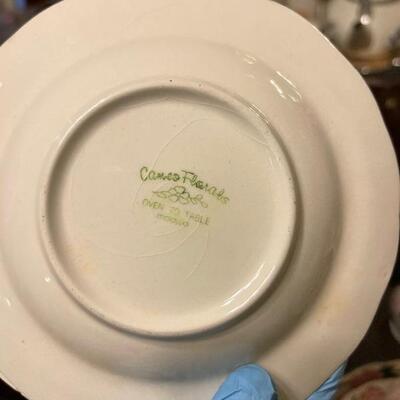 Cameo Florals
OVEN TO TABLE